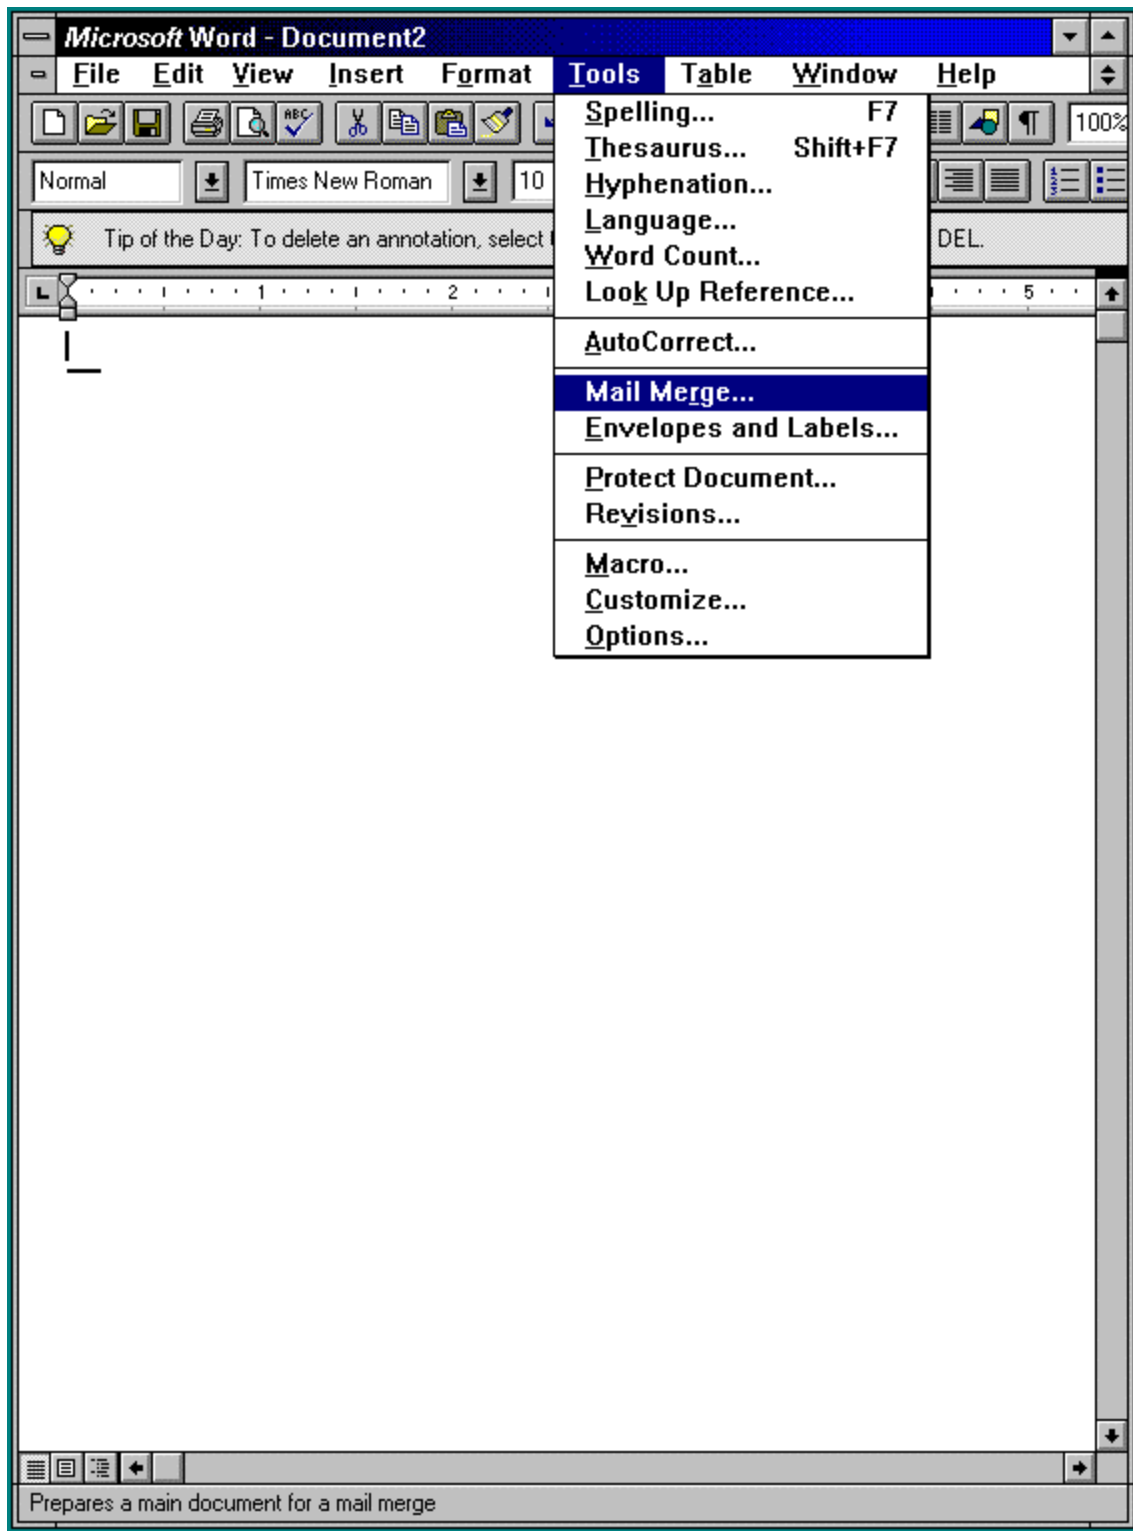 Microsoft Word - Document2
File Edit View Insert Format Tools Table Window Help
ABC
100%
Normal Times New Roman 10
Tip of the Day: To delete an annotation, select
DEL.
1 2 5
Spelling... F7
Thesaurus... Shift+F7
Hyphenation...
Language...
Word Count...
Look Up Reference...
AutoCorrect...
Mail Merge...
Envelopes and Labels...
Protect Document...
Revisions...
Macro...
Customize...
Options...
Prepares a main document for a mail merge